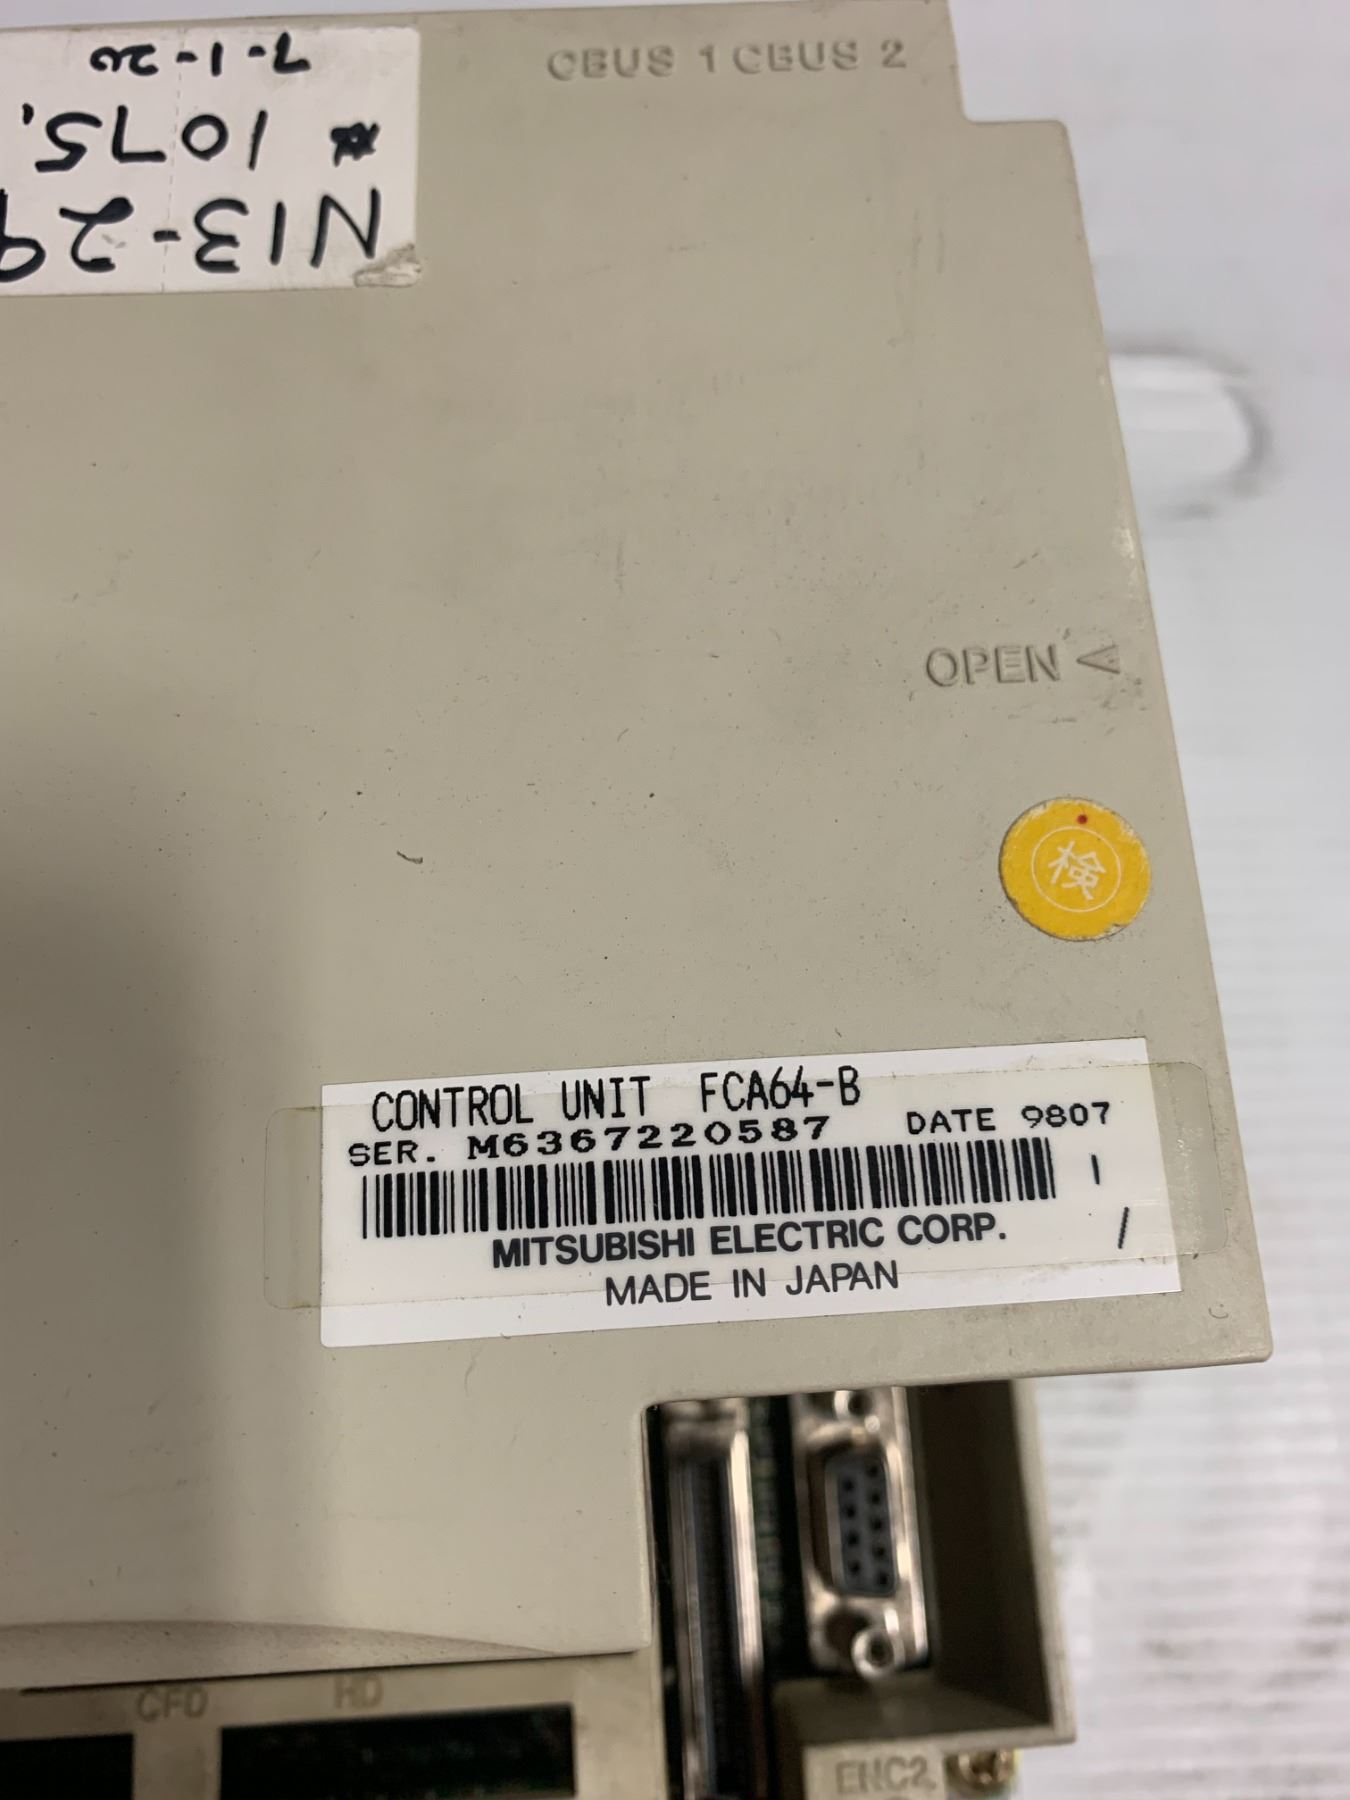 7-1-20
* 1075.
N13-29
CBUS 1 CBUS 2
OPEN
検
CONTROL UNIT FCA64-B
SER. M6367220587 DATE 9807
MITSUBISHI ELECTRIC CORP.
MADE IN JAPAN
CFD HD
ENC2